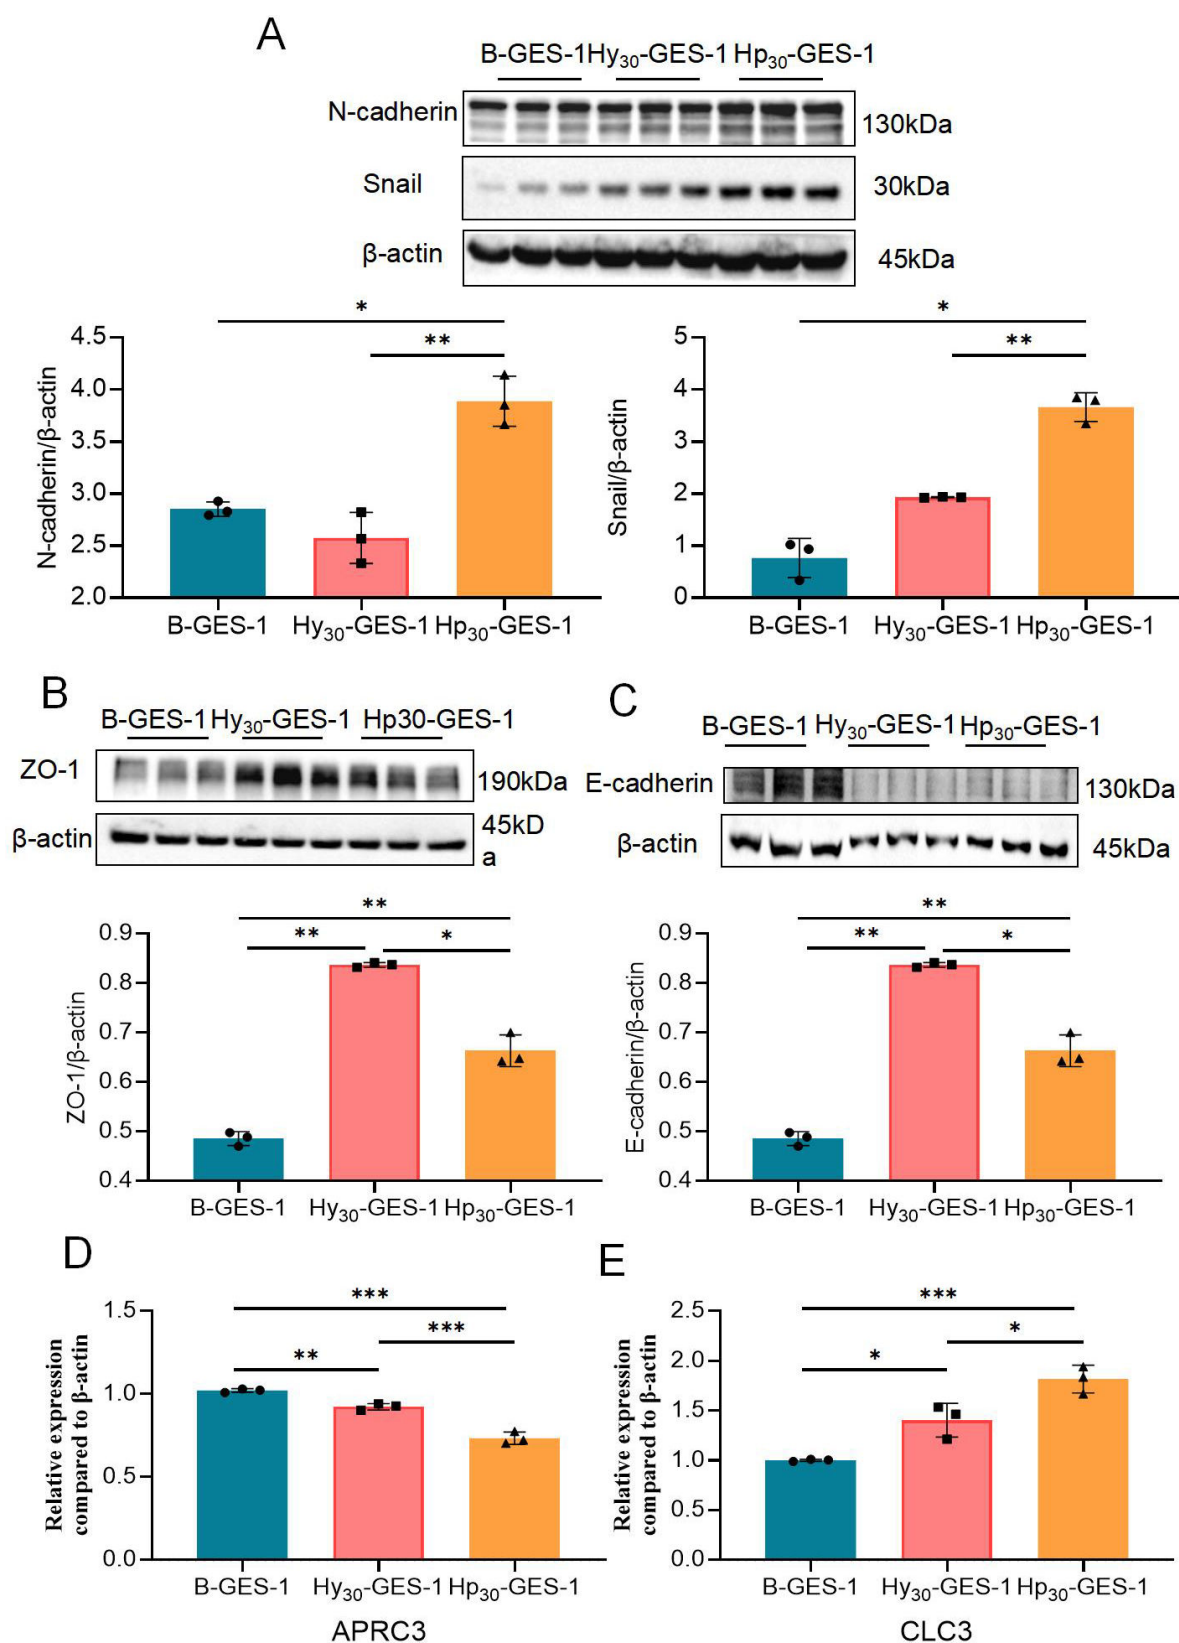 A
B-GES-1 Hy30-GES-1 Hp30-GES-1
N-cadherin 130kDa
Snail 30kDa
β-actin 45kDa
* *
** **
4.5
4.0
3.5
3.0
2.5
2.0
N-cadherin/β-actin
B-GES-1 Hy30-GES-1 Hp30-GES-1
5
4
3
2
1
0
Snail/β-actin
B-GES-1 Hy30-GES-1 Hp30-GES-1
B
B-GES-1 Hy30-GES-1 Hp30-GES-1
ZO-1 190kDa
β-actin 45kD
a
**
** *
0.9
0.8
0.7
0.6
0.5
0.4
ZO-1/β-actin
B-GES-1 Hy30-GES-1 Hp30-GES-1
C
B-GES-1 Hy30-GES-1 Hp30-GES-1
E-cadherin 130kDa
β-actin 45kDa
**
** *
0.9
0.8
0.7
0.6
0.5
0.4
E-cadherin/β-actin
B-GES-1 Hy30-GES-1 Hp30-GES-1
D
***
***
**
1.5
1.0
0.5
0.0
Relative expression
compared to β-actin
B-GES-1 Hy30-GES-1 Hp30-GES-1
APRC3
E
***
*
*
2.5
2.0
1.5
1.0
0.5
0.0
Relative expression
compared to β-actin
B-GES-1 Hy30-GES-1 Hp30-GES-1
CLC3